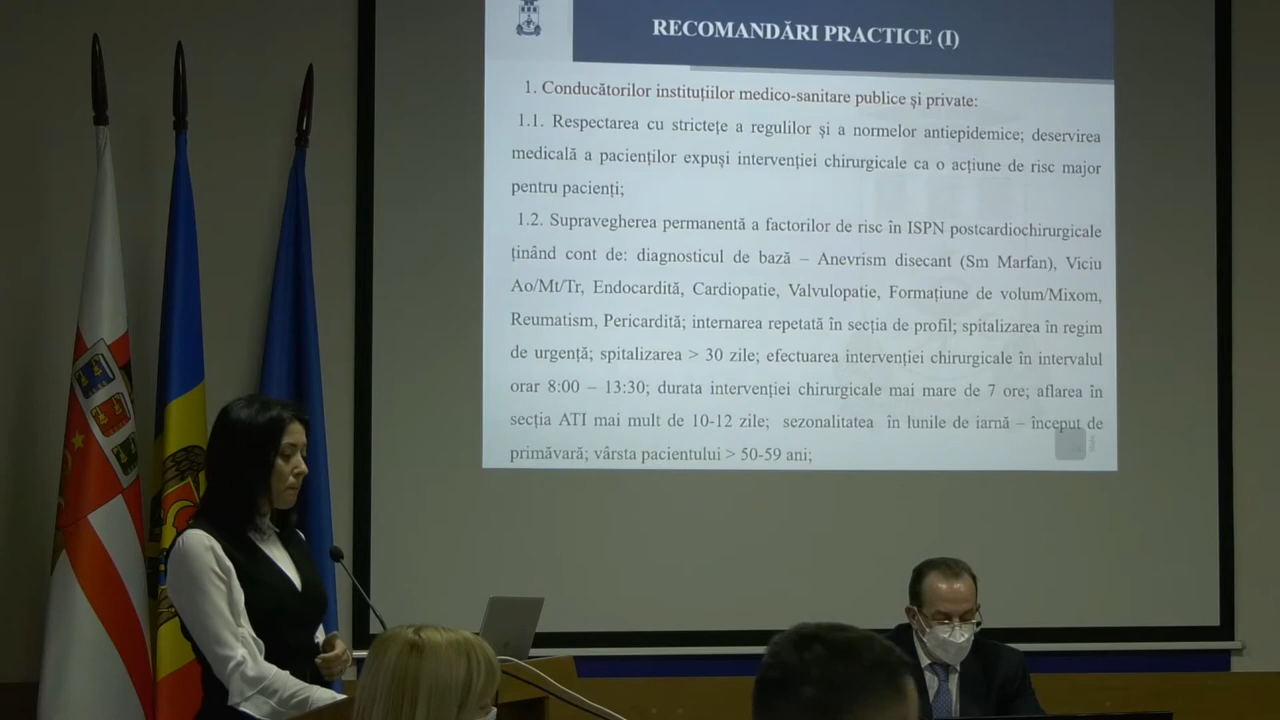 RECOMANDĂRI PRACTICE (I)
1. Conducătorilor instituțiilor medico-sanitare publice și private:
1.1. Respectarea cu strictețe a regulilor și a normelor antiepidemice; deservirea
medicală a pacienților expuși intervenției chirurgicale ca o acțiune de risc major
pentru pacienți;
1.2. Supravegherea permanentă a factorilor de risc în ISPN postcardiochirurgicale
ținând cont de: diagnosticul de bază – Anevrism disecant (Sm Marfan), Viciu
Ao/Mt/Tr, Endocardită, Cardiopatie, Valvulopatie, Formațiune de volum/Mixom,
Reumatism, Pericardită; internarea repetată în secția de profil; spitalizarea în regim
de urgență; spitalizarea > 30 zile; efectuarea intervenției chirurgicale în intervalul
orar 8:00 – 13:30; durata intervenției chirurgicale mai mare de 7 ore; aflarea în
secția ATI mai mult de 10-12 zile; sezonalitatea în lunile de iarnă – început de
primăvară; vârsta pacientului > 50-59 ani;